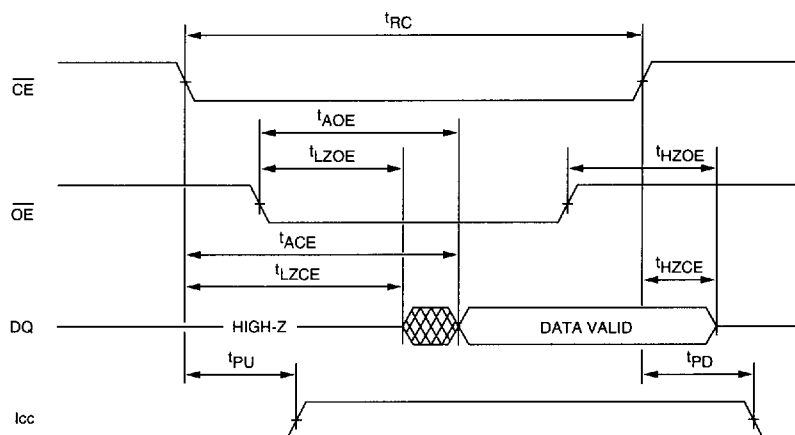 tRC
CE
tAOE
tLZOE
tHZOE
OE
tACE
tLZCE
tHZCE
DQ
HIGH-Z
DATA VALID
tPU
tPD
Icc